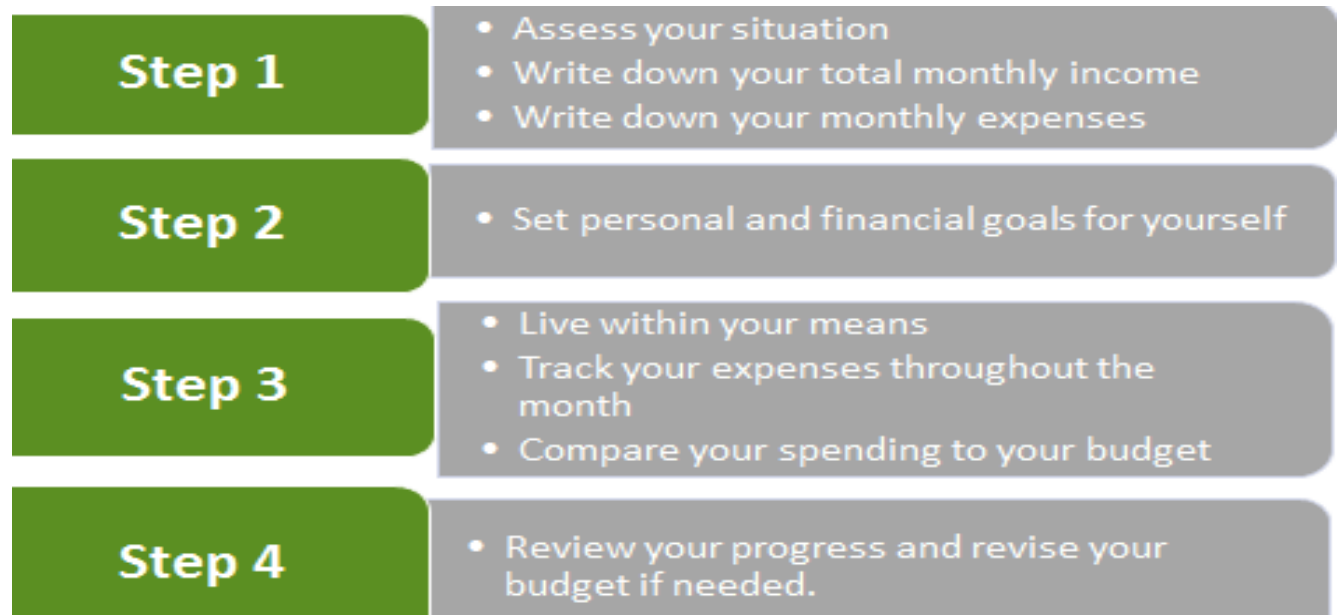 Step 1
• Assess your situation
• Write down your total monthly income
• Write down your monthly expenses
Step 2
• Set personal and financial goals for yourself
Step 3
• Live within your means
• Track your expenses throughout the
month
• Compare your spending to your budget
Step 4
• Review your progress and revise your
budget if needed.